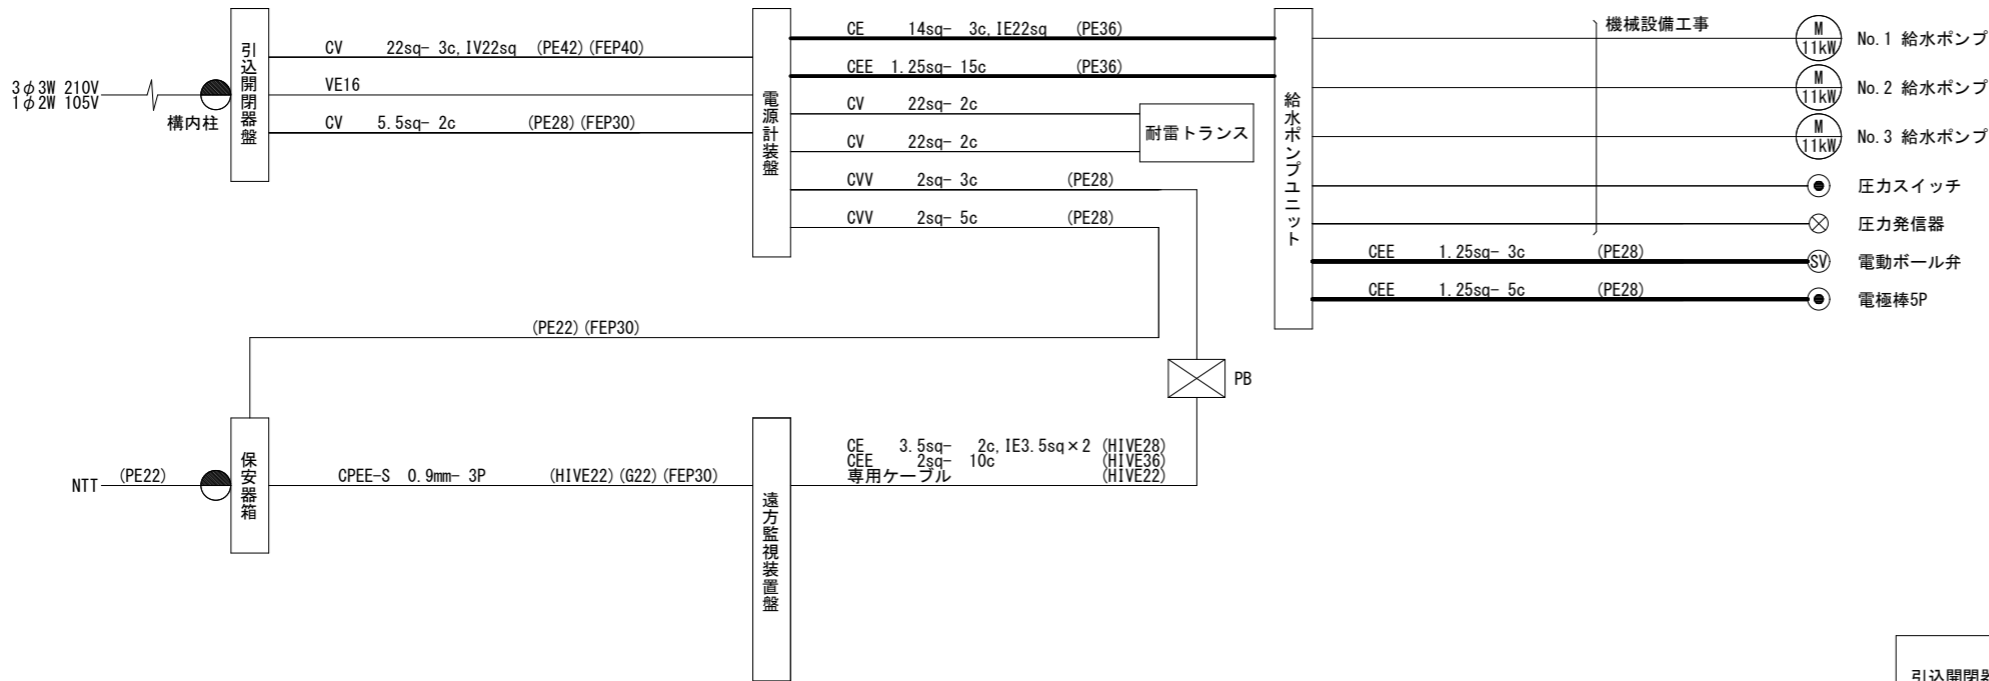 3φ3W 210V
1φ2W 105V
構内柱
引込開閉器盤
CV 22sq- 3c, IV22sq (PE42)(FEP40)
VE16
CV 5.5sq- 2c (PE28)(FEP30)
電源計装盤
CE 14sq- 3c, IE22sq (PE36)
CEE 1.25sq- 15c (PE36)
CV 22sq- 2c
CV 22sq- 2c
耐雷トランス
CVV 2sq- 3c (PE28)
CVV 2sq- 5c (PE28)
給水ポンプユニット
機械設備工事
M
11kW
No.1 給水ポンプ
M
11kW
No.2 給水ポンプ
M
11kW
No.3 給水ポンプ
圧力スイッチ
圧力発信器
CEE 1.25sq- 3c (PE28)
SV
電動ボール弁
CEE 1.25sq- 5c (PE28)
電極棒5P
(PE22)(FEP30)
PB
NTT
(PE22)
保安器箱
CPEE-S 0.9mm- 3P (HIVE22)(G22)(FEP30)
遠方監視装置盤
CE 3.5sq- 2c, IE3.5sq×2 (HIVE28)
CEE 2sq- 10c (HIVE36)
専用ケーブル (HIVE22)
引込開閉器